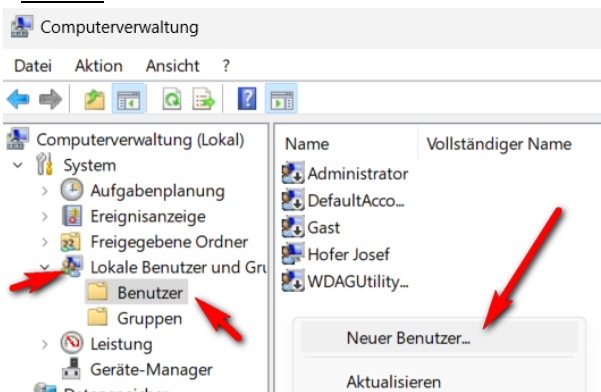 Computerverwaltung
Datei Aktion Ansicht ?
Computerverwaltung (Lokal)
System
Aufgabenplanung
Ereignisanzeige
Freigegebene Ordner
Lokale Benutzer und Gru
Benutzer
Gruppen
Leistung
Geräte-Manager
Name Vollständiger Name
Administrator
DefaultAcco...
Gast
Hofer Josef
WDAGUtility...
Neuer Benutzer...
Aktualisieren